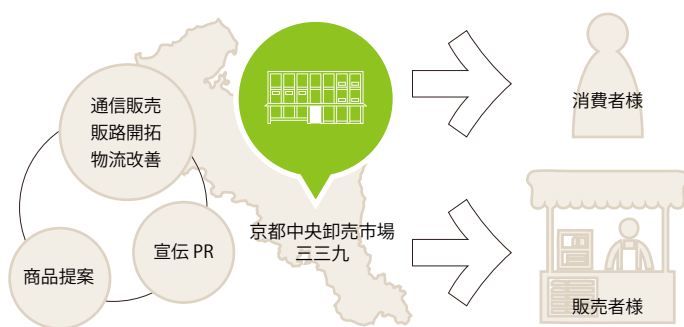 通信販売
販路開拓
物流改善
宣伝 PR
商品提案
京都中央卸売市場
三三九
消費者様
販売者様